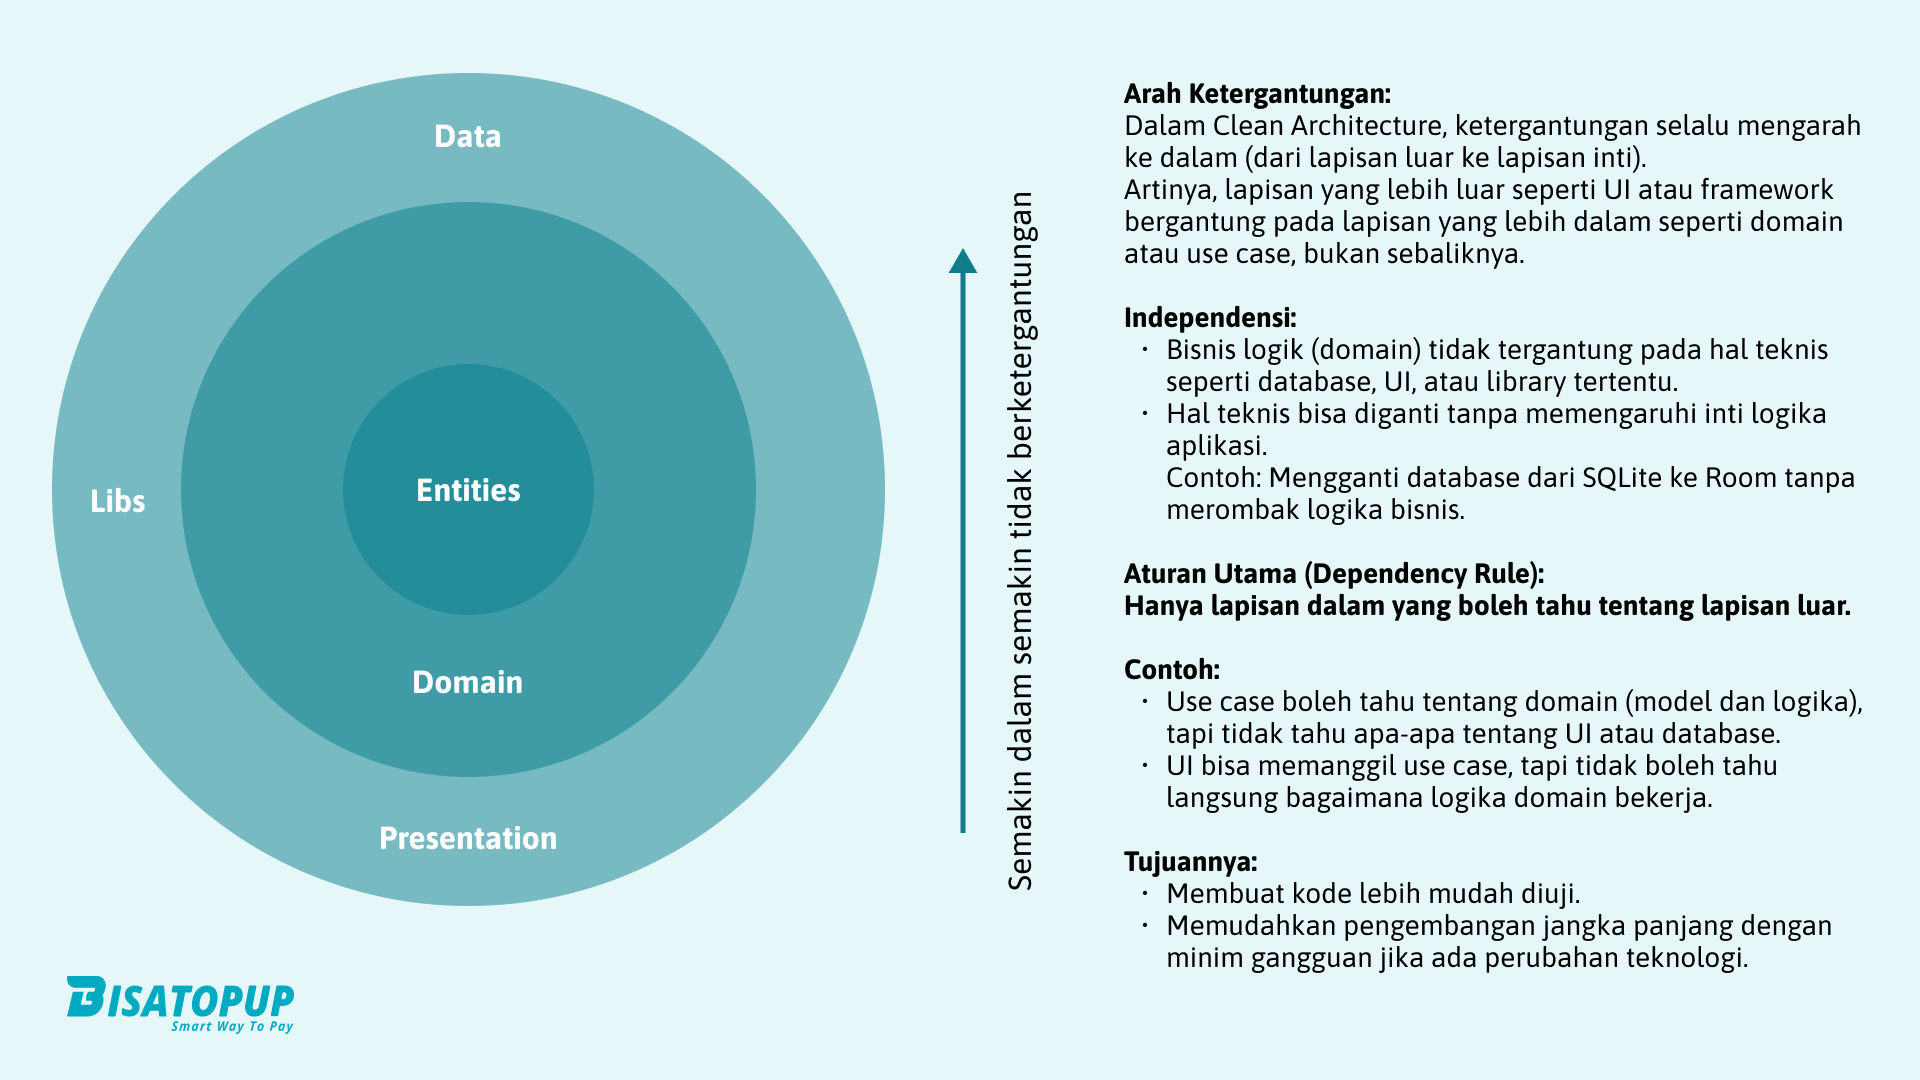 Data
Libs
Entities
Domain
Presentation
Semakin dalam semakin tidak berketergantungan
Arah Ketergantungan:
Dalam Clean Architecture, ketergantungan selalu mengarah
ke dalam (dari lapisan luar ke lapisan inti).
Artinya, lapisan yang lebih luar seperti UI atau framework
bergantung pada lapisan yang lebih dalam seperti domain
atau use case, bukan sebaliknya.
Independensi:
· Bisnis logik (domain) tidak tergantung pada hal teknis
seperti database, UI, atau library tertentu.
· Hal teknis bisa diganti tanpa memengaruhi inti logika
aplikasi.
Contoh: Mengganti database dari SQLite ke Room tanpa
merombak logika bisnis.
Aturan Utama (Dependency Rule):
Hanya lapisan dalam yang boleh tahu tentang lapisan luar.
Contoh:
· Use case boleh tahu tentang domain (model dan logika),
tapi tidak tahu apa-apa tentang UI atau database.
· UI bisa memanggil use case, tapi tidak boleh tahu
langsung bagaimana logika domain bekerja.
Tujuannya:
· Membuat kode lebih mudah diuji.
· Memudahkan pengembangan jangka panjang dengan
minim gangguan jika ada perubahan teknologi.
BISATOPUP
Smart Way To Pay